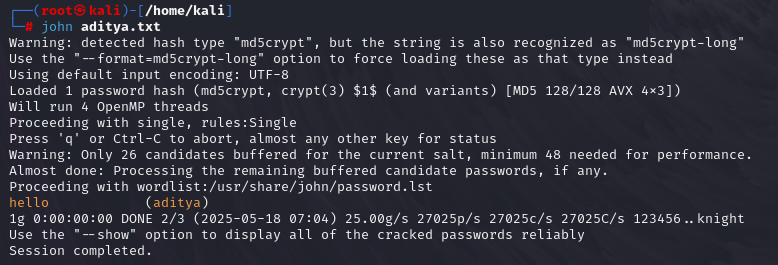 ┌──(root㉿kali)-[/home/kali]
└─# john aditya.txt
Warning: detected hash type "md5crypt", but the string is also recognized as "md5crypt-long"
Use the "--format=md5crypt-long" option to force loading these as that type instead
Using default input encoding: UTF-8
Loaded 1 password hash (md5crypt, crypt(3) $1$ (and variants) [MD5 128/128 AVX 4x3])
Will run 4 OpenMP threads
Proceeding with single, rules:Single
Press 'q' or Ctrl-C to abort, almost any other key for status
Warning: Only 26 candidates buffered for the current salt, minimum 48 needed for performance.
Almost done: Processing the remaining buffered candidate passwords, if any.
Proceeding with wordlist:/usr/share/john/password.lst
hello            (aditya)
1g 0:00:00:00 DONE 2/3 (2025-05-18 07:04) 25.00g/s 27025p/s 27025c/s 27025C/s 123456..knight
Use the "--show" option to display all of the cracked passwords reliably
Session completed.